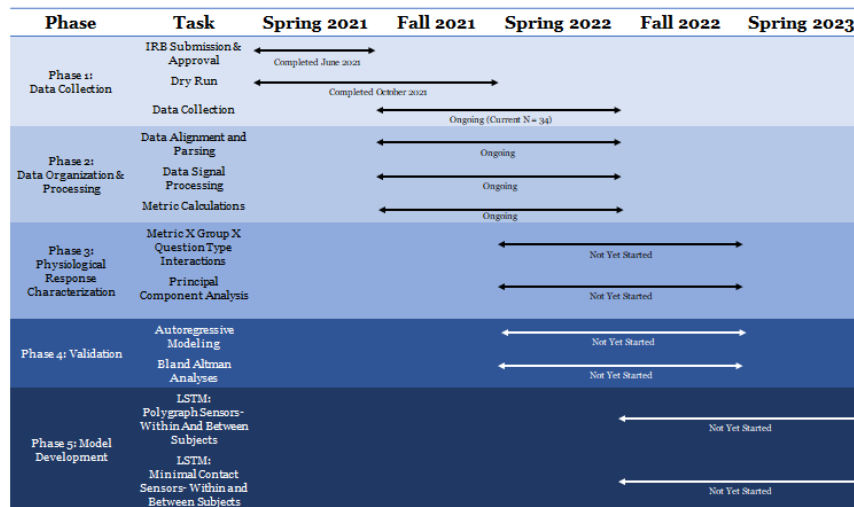 Phase Task Spring 2021 Fall 2021 Spring 2022 Fall 2022 Spring 2023
Phase 1:
Data Collection
IRB Submission &
Approval
Completed June 2021
Dry Run
Completed October 2021
Data Collection
Ongoing (Current N = 34)
Phase 2:
Data Organization &
Processing
Data Alignment and
Parsing
Ongoing
Data Signal
Processing
Ongoing
Metric Calculations
Ongoing
Phase 3:
Physiological
Response
Characterization
Metric X Group X
Question Type
Interactions
Not Yet Started
Principal
Component Analysis
Not Yet Started
Phase 4: Validation
Autoregressive
Modeling
Not Yet Started
Bland Altman
Analyses
Not Yet Started
Phase 5: Model
Development
LSTM:
Polygraph Sensors-
Within And Between
Subjects
Not Yet Started
LSTM:
Minimal Contact
Sensors- Within and
Between Subjects
Not Yet Started